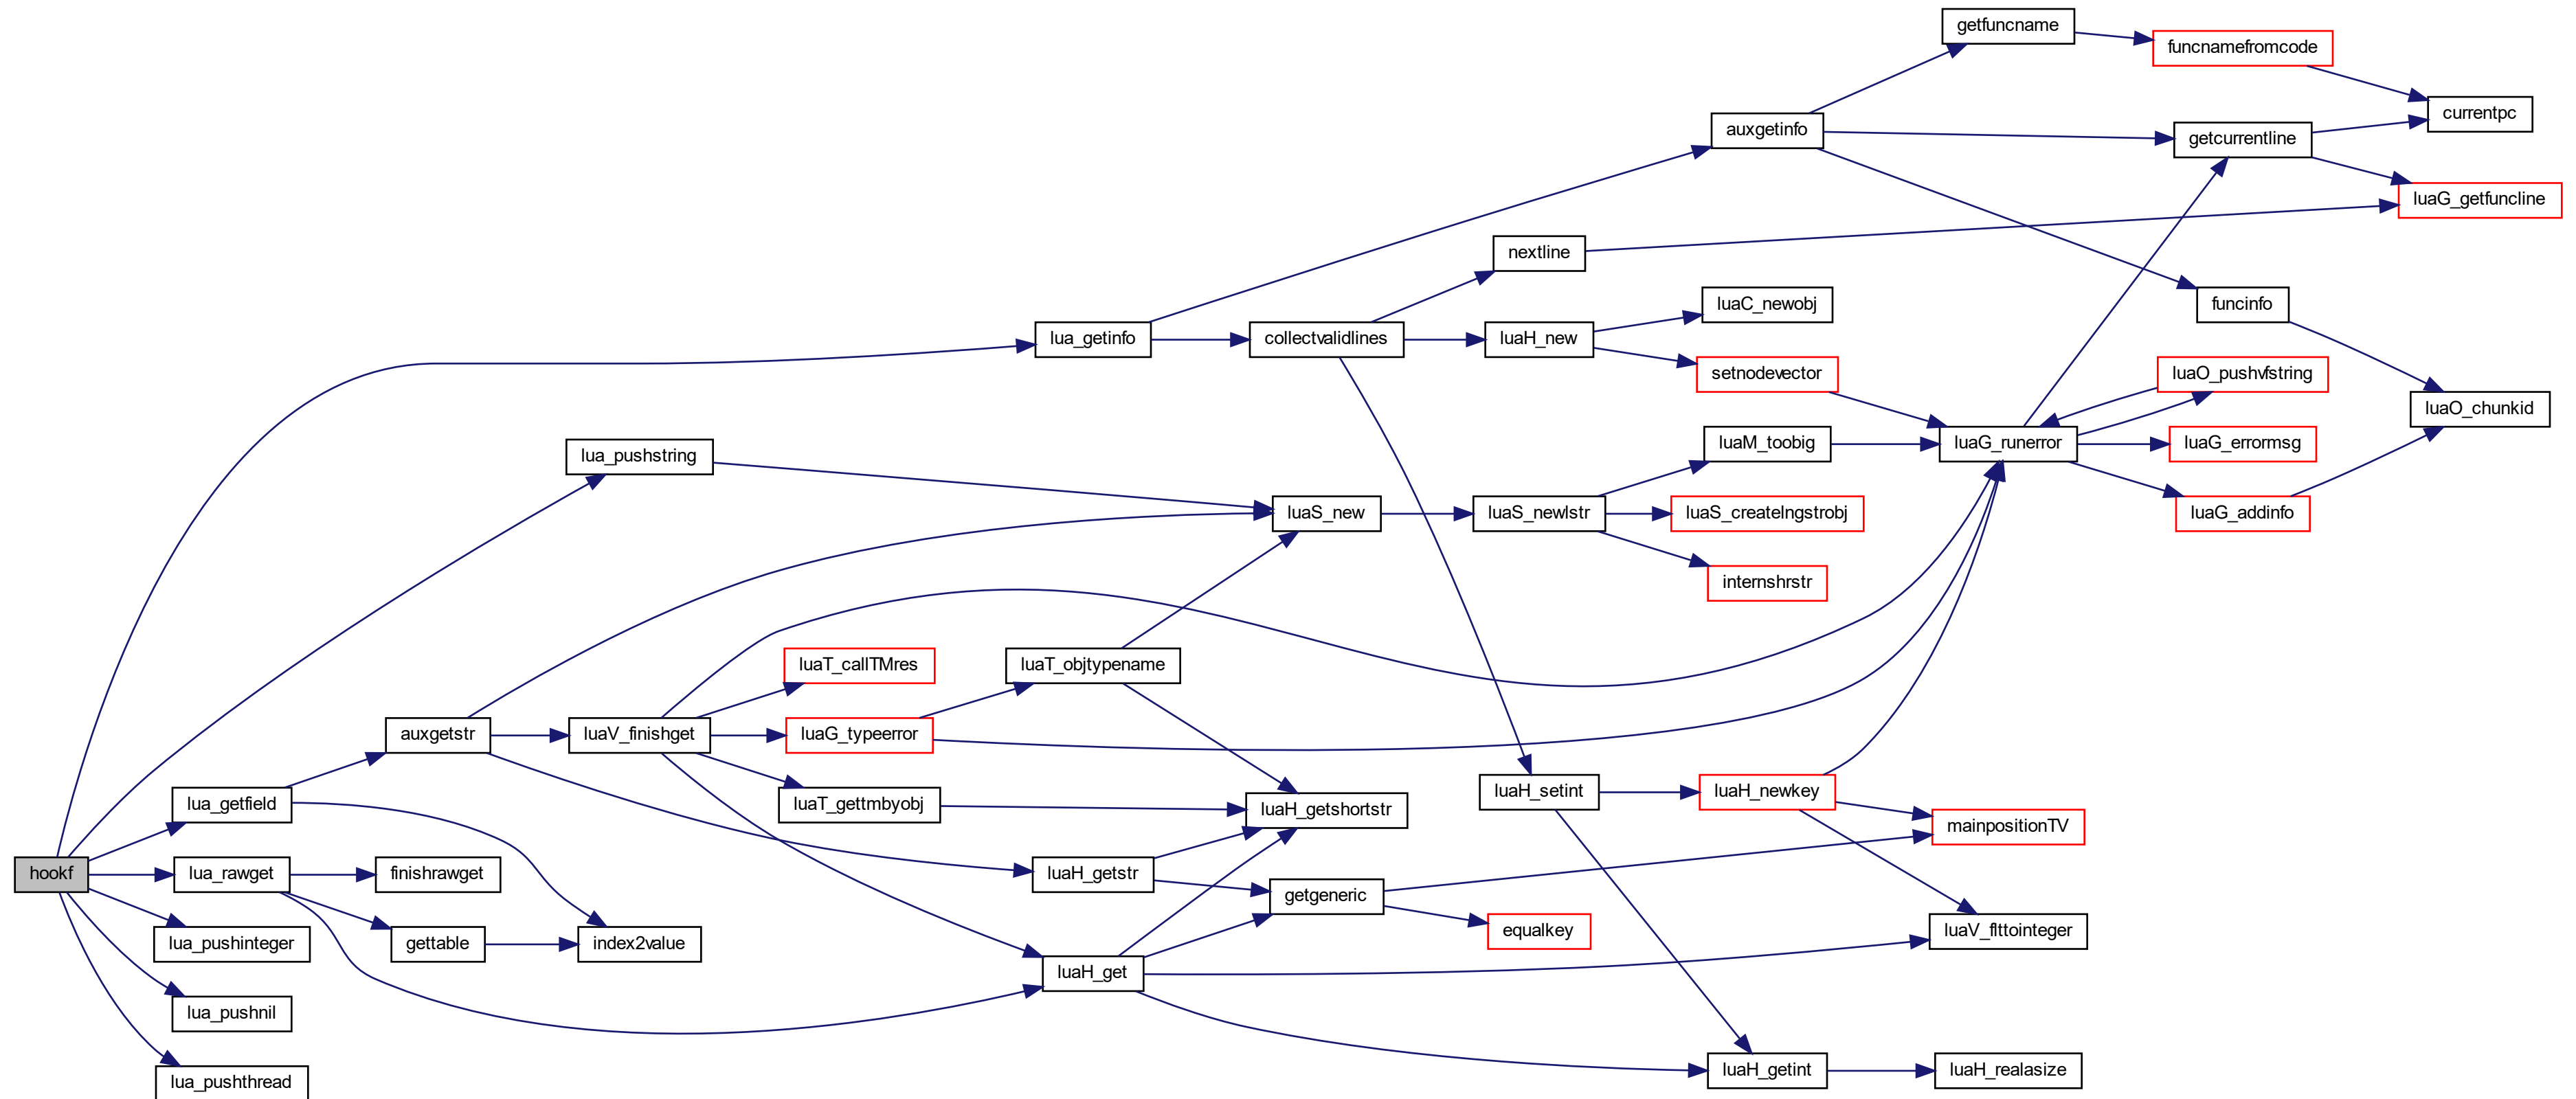 getfuncname
funcnamefromcode
currentpc
auxgetinfo
getcurrentline
luaG_getfuncline
nextline
funcinfo
luaC_newobj
lua_getinfo
collectvalidlines
luaH_new
setnodevector
luaO_pushvfstring
luaO_chunkid
lua_pushstring
luaM_toobig
luaG_runerror
luaG_errormsg
luaS_new
luaS_newlstr
luaS_createlngstrobj
luaG_addinfo
internshrstr
luaT_callTMres
luaT_objtypename
auxgetstr
luaV_finishget
luaG_typeerror
lua_getfield
luaT_gettmbyobj
luaH_getshortstr
luaH_setint
luaH_newkey
mainpositionTV
hookf
lua_rawget
finishrawget
luaH_getstr
getgeneric
equalkey
lua_pushinteger
gettable
index2value
luaV_flttointeger
luaH_get
lua_pushnil
lua_pushthread
luaH_getint
luaH_realasize